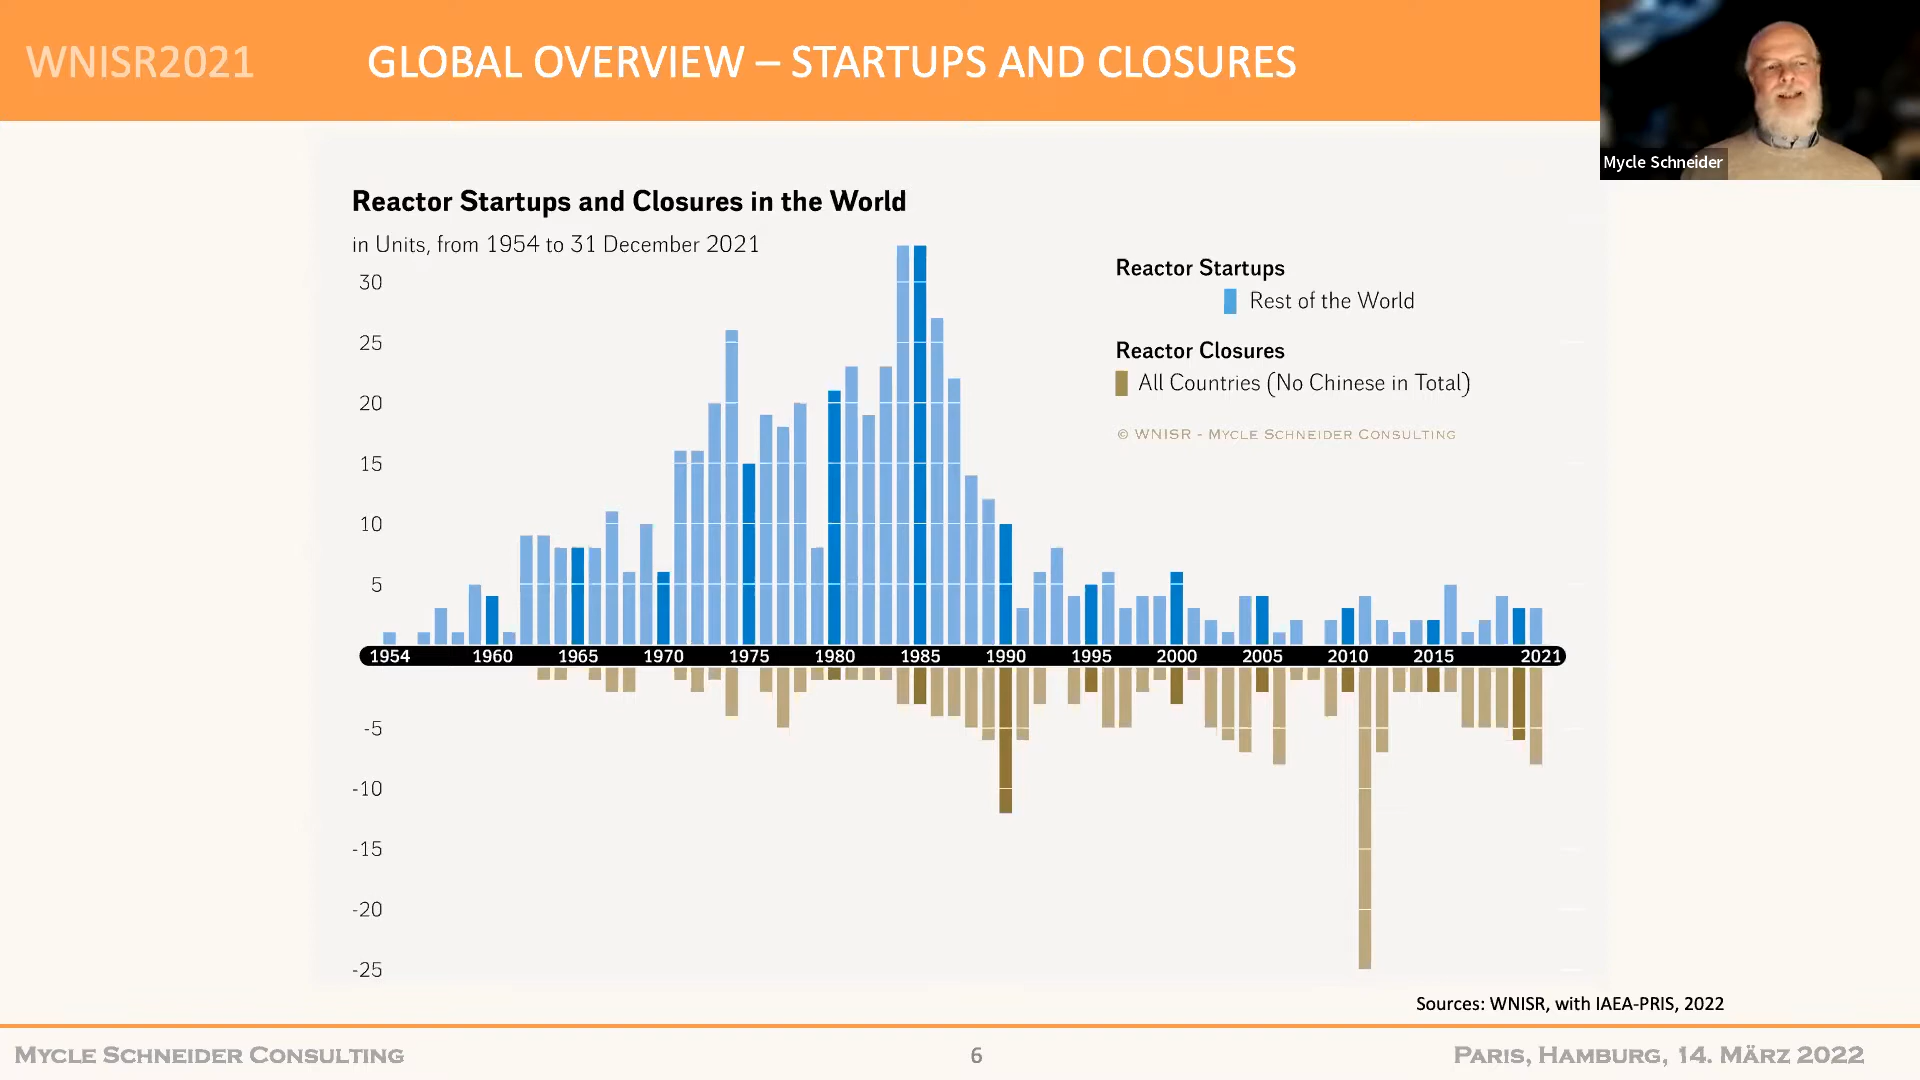 WNISR2021
GLOBAL OVERVIEW – STARTUPS AND CLOSURES
Mycle Schneider
Reactor Startups and Closures in the World
in Units, from 1954 to 31 December 2021
Reactor Startups
Rest of the World
Reactor Closures
All Countries (No Chinese in Total)
© WNISR - Mycle Schneider Consulting
30
25
20
15
10
5
1954 1960 1965 1970 1975 1980 1985 1990 1995 2000 2005 2010 2015 2021
-5
-10
-15
-20
-25
Sources: WNISR, with IAEA-PRIS, 2022
Mycle Schneider Consulting
6
Paris, Hamburg, 14. März 2022